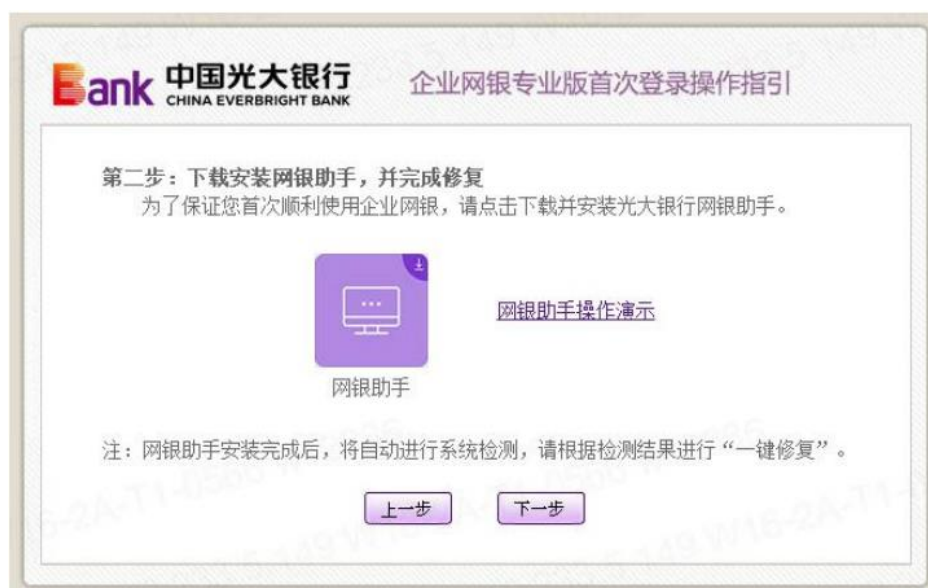 Bank 中国光大银行
CHINA EVERBRIGHT BANK
企业网银专业版首次登录操作指引
第二步：下载安装网银助手，并完成修复
为了保证您首次顺利使用企业网银，请点击下载并安装光大银行网银助手。
网银助手操作演示
网银助手
注：网银助手安装完成后，将自动进行系统检测，请根据检测结果进行“一键修复”。
上一步
下一步